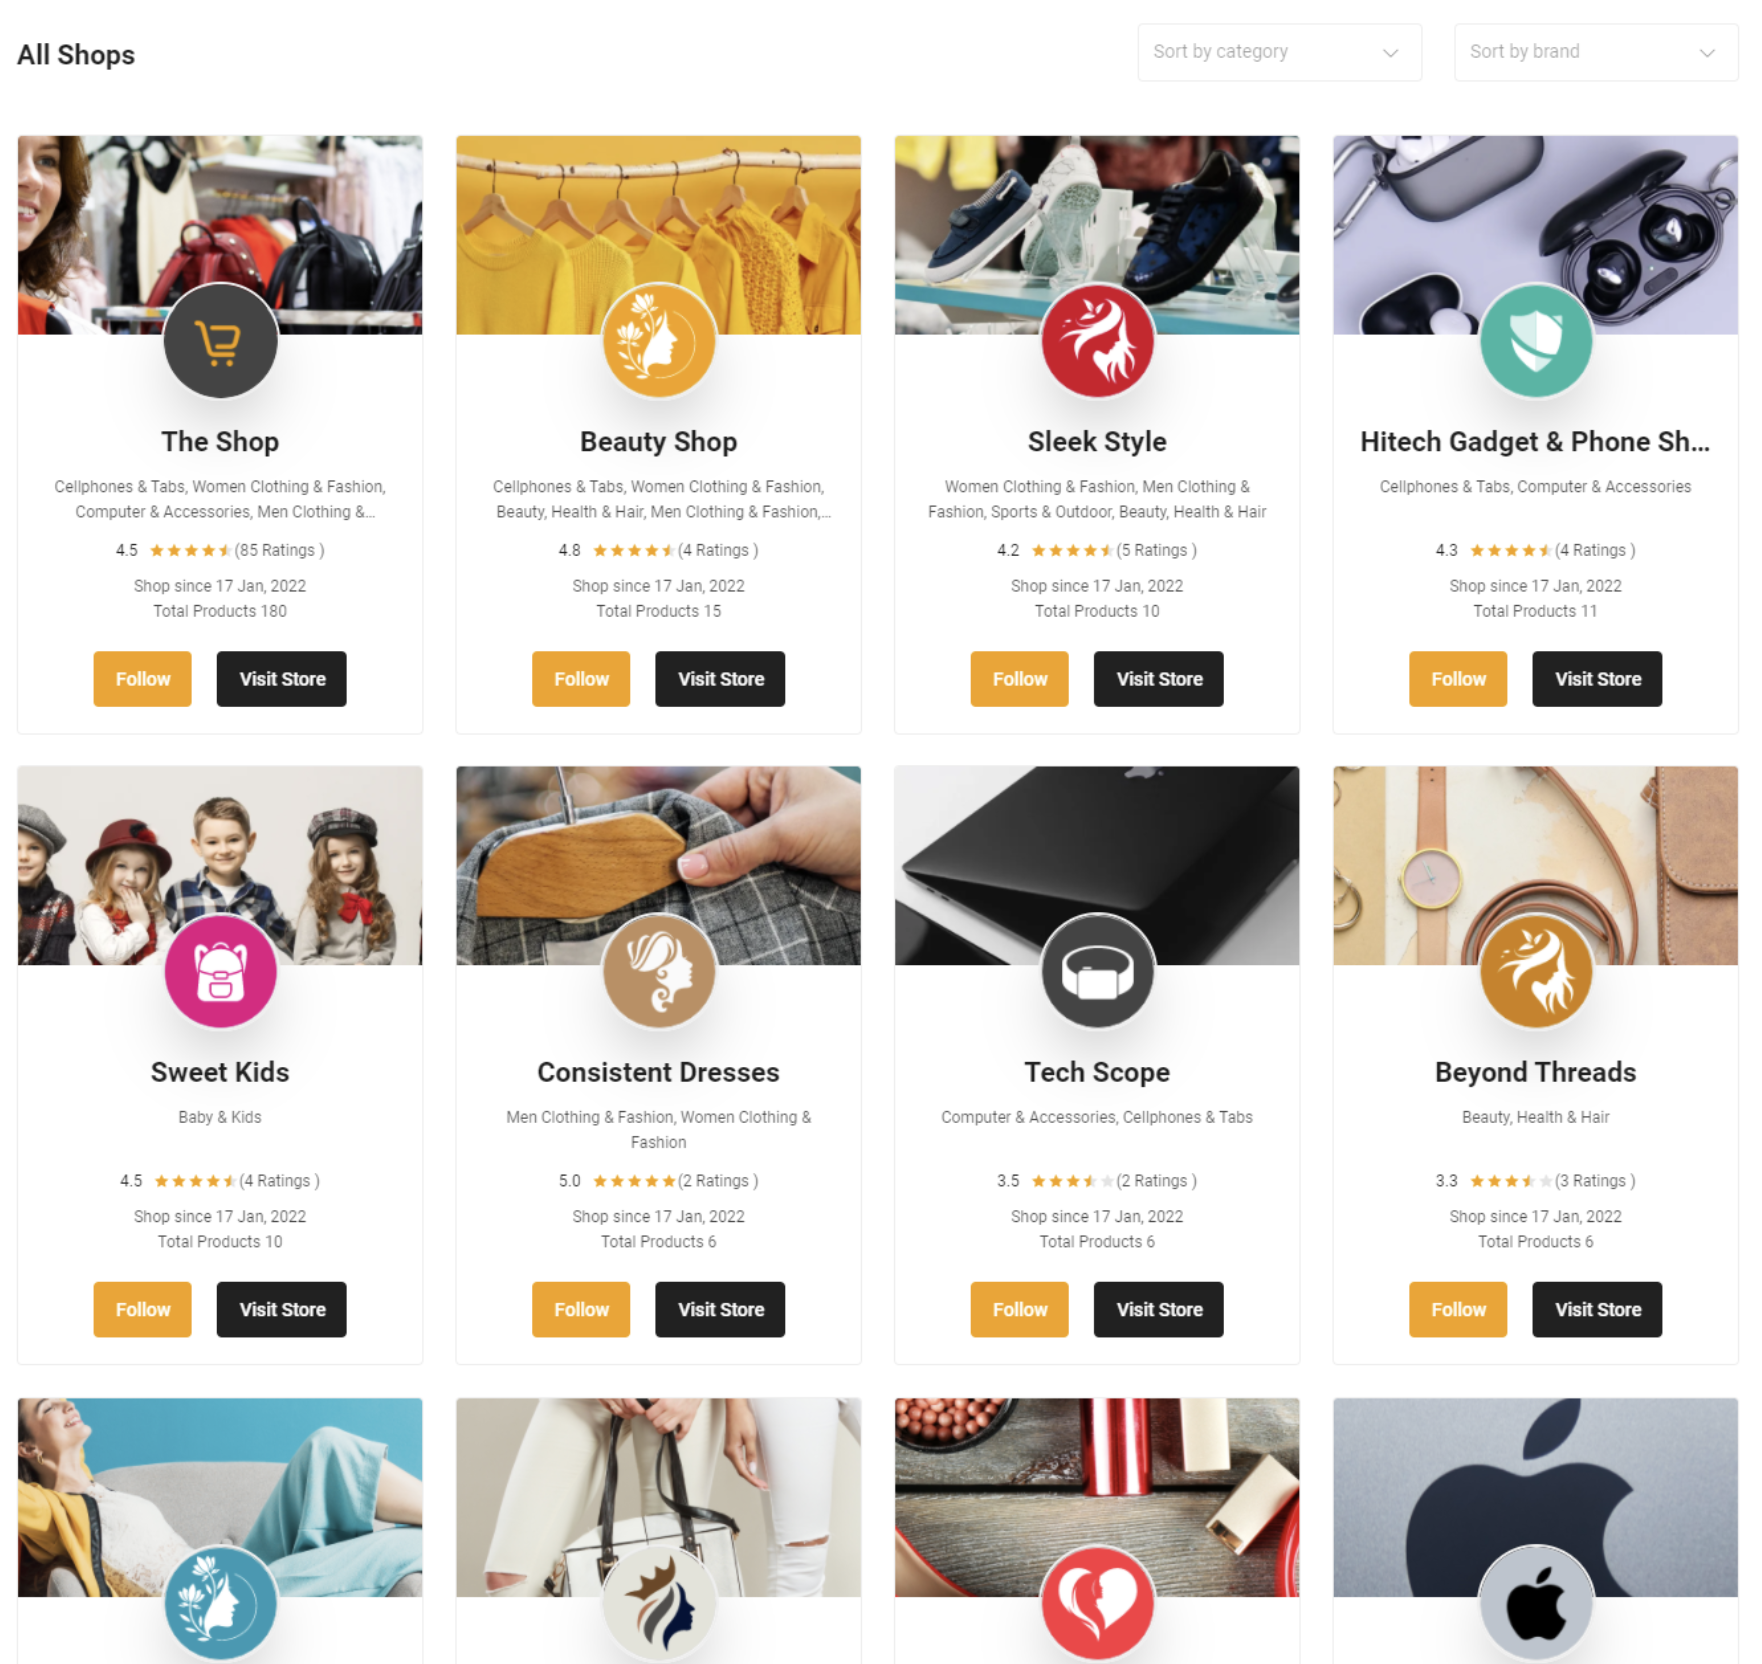 All Shops
Sort by category
Sort by brand
The Shop
Cellphones & Tabs, Women Clothing & Fashion,
Computer & Accessories, Men Clothing &...
4.5 (85 Ratings )
Shop since 17 Jan, 2022
Total Products 180
Follow
Visit Store
Beauty Shop
Cellphones & Tabs, Women Clothing & Fashion,
Beauty, Health & Hair, Men Clothing & Fashion,...
4.8 (4 Ratings )
Shop since 17 Jan, 2022
Total Products 15
Follow
Visit Store
Sleek Style
Women Clothing & Fashion, Men Clothing &
Fashion, Sports & Outdoor, Beauty, Health & Hair
4.2 (5 Ratings )
Shop since 17 Jan, 2022
Total Products 10
Follow
Visit Store
Hitech Gadget & Phone Sh...
Cellphones & Tabs, Computer & Accessories
4.3 (4 Ratings )
Shop since 17 Jan, 2022
Total Products 11
Follow
Visit Store
Sweet Kids
Baby & Kids
4.5 (4 Ratings )
Shop since 17 Jan, 2022
Total Products 10
Follow
Visit Store
Consistent Dresses
Men Clothing & Fashion, Women Clothing &
Fashion
5.0 (2 Ratings )
Shop since 17 Jan, 2022
Total Products 6
Follow
Visit Store
Tech Scope
Computer & Accessories, Cellphones & Tabs
3.5 (2 Ratings )
Shop since 17 Jan, 2022
Total Products 6
Follow
Visit Store
Beyond Threads
Beauty, Health & Hair
3.3 (3 Ratings )
Shop since 17 Jan, 2022
Total Products 6
Follow
Visit Store